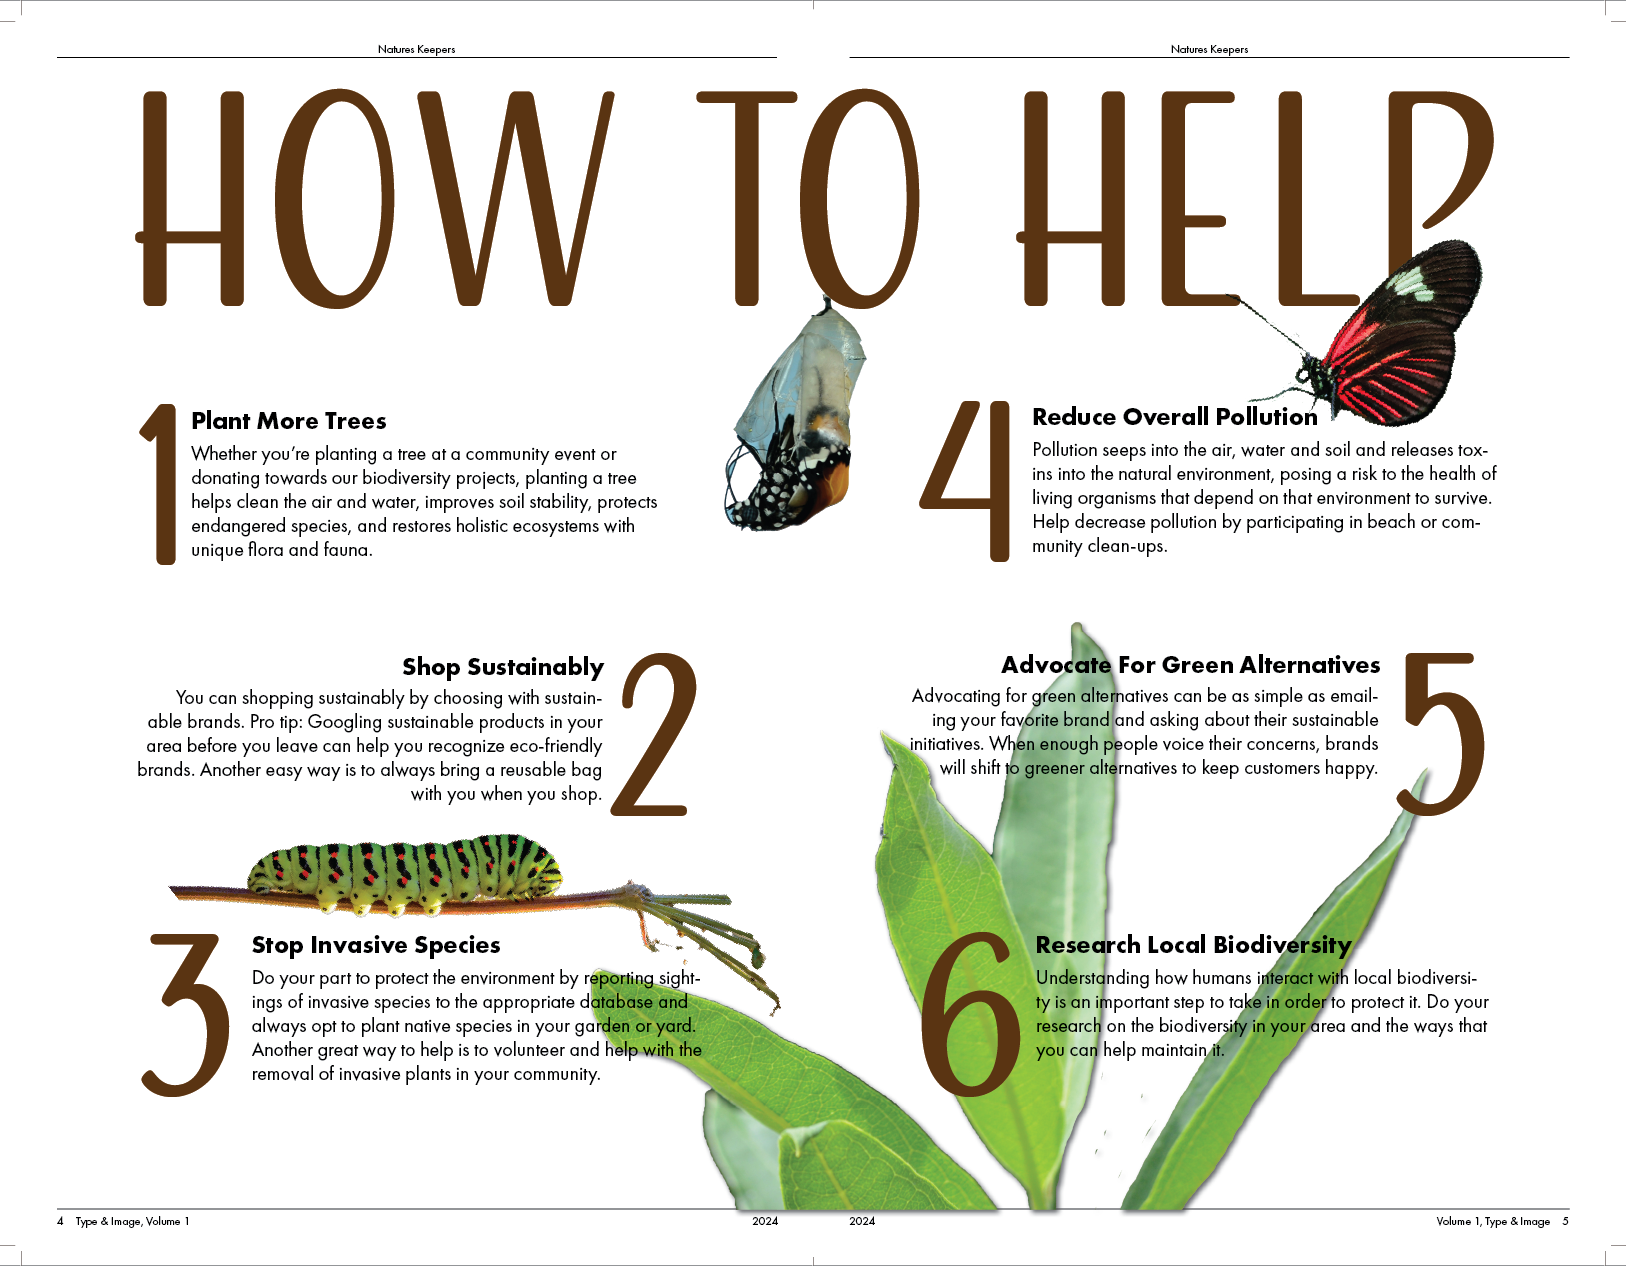 Natures Keepers
Natures Keepers
HOW TO HELP
1
Plant More Trees
Whether you’re planting a tree at a community event or
donating towards our biodiversity projects, planting a tree
helps clean the air and water, improves soil stability, protects
endangered species, and restores holistic ecosystems with
unique flora and fauna.
Shop Sustainably
2
You can shopping sustainably by choosing with sustain-
able brands. Pro tip: Googling sustainable products in your
area before you leave can help you recognize eco-friendly
brands. Another easy way is to always bring a reusable bag
with you when you shop.
3
Stop Invasive Species
Do your part to protect the environment by reporting sight-
ings of invasive species to the appropriate database and
always opt to plant native species in your garden or yard.
Another great way to help is to volunteer and help with the
removal of invasive plants in your community.
4
Reduce Overall Pollution
Pollution seeps into the air, water and soil and releases tox-
ins into the natural environment, posing a risk to the health of
living organisms that depend on that environment to survive.
Help decrease pollution by participating in beach or com-
munity clean-ups.
Advocate For Green Alternatives
5
Advocating for green alternatives can be as simple as email-
ing your favorite brand and asking about their sustainable
initiatives. When enough people voice their concerns, brands
will shift to greener alternatives to keep customers happy.
6
Research Local Biodiversity
Understanding how humans interact with local biodiversi-
ty is an important step to take in order to protect it. Do your
research on the biodiversity in your area and the ways that
you can help maintain it.
4 Type & Image, Volume 1
2024
2024
Volume 1, Type & Image 5